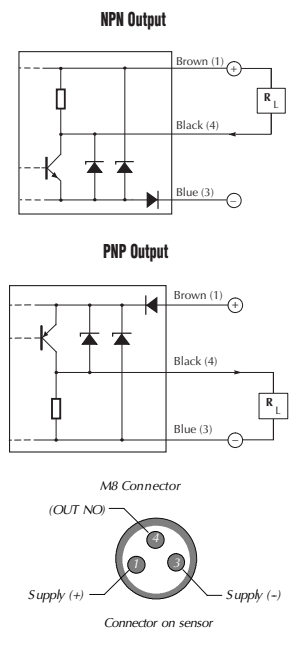 NPN Output
Brown (1) +
R L
Black (4)
Blue (3) −
PNP Output
Brown (1) +
Black (4)
R L
Blue (3) −
M8 Connector
(OUT NO)
4
1
3
Supply (+)
Supply (-)
Connector on sensor